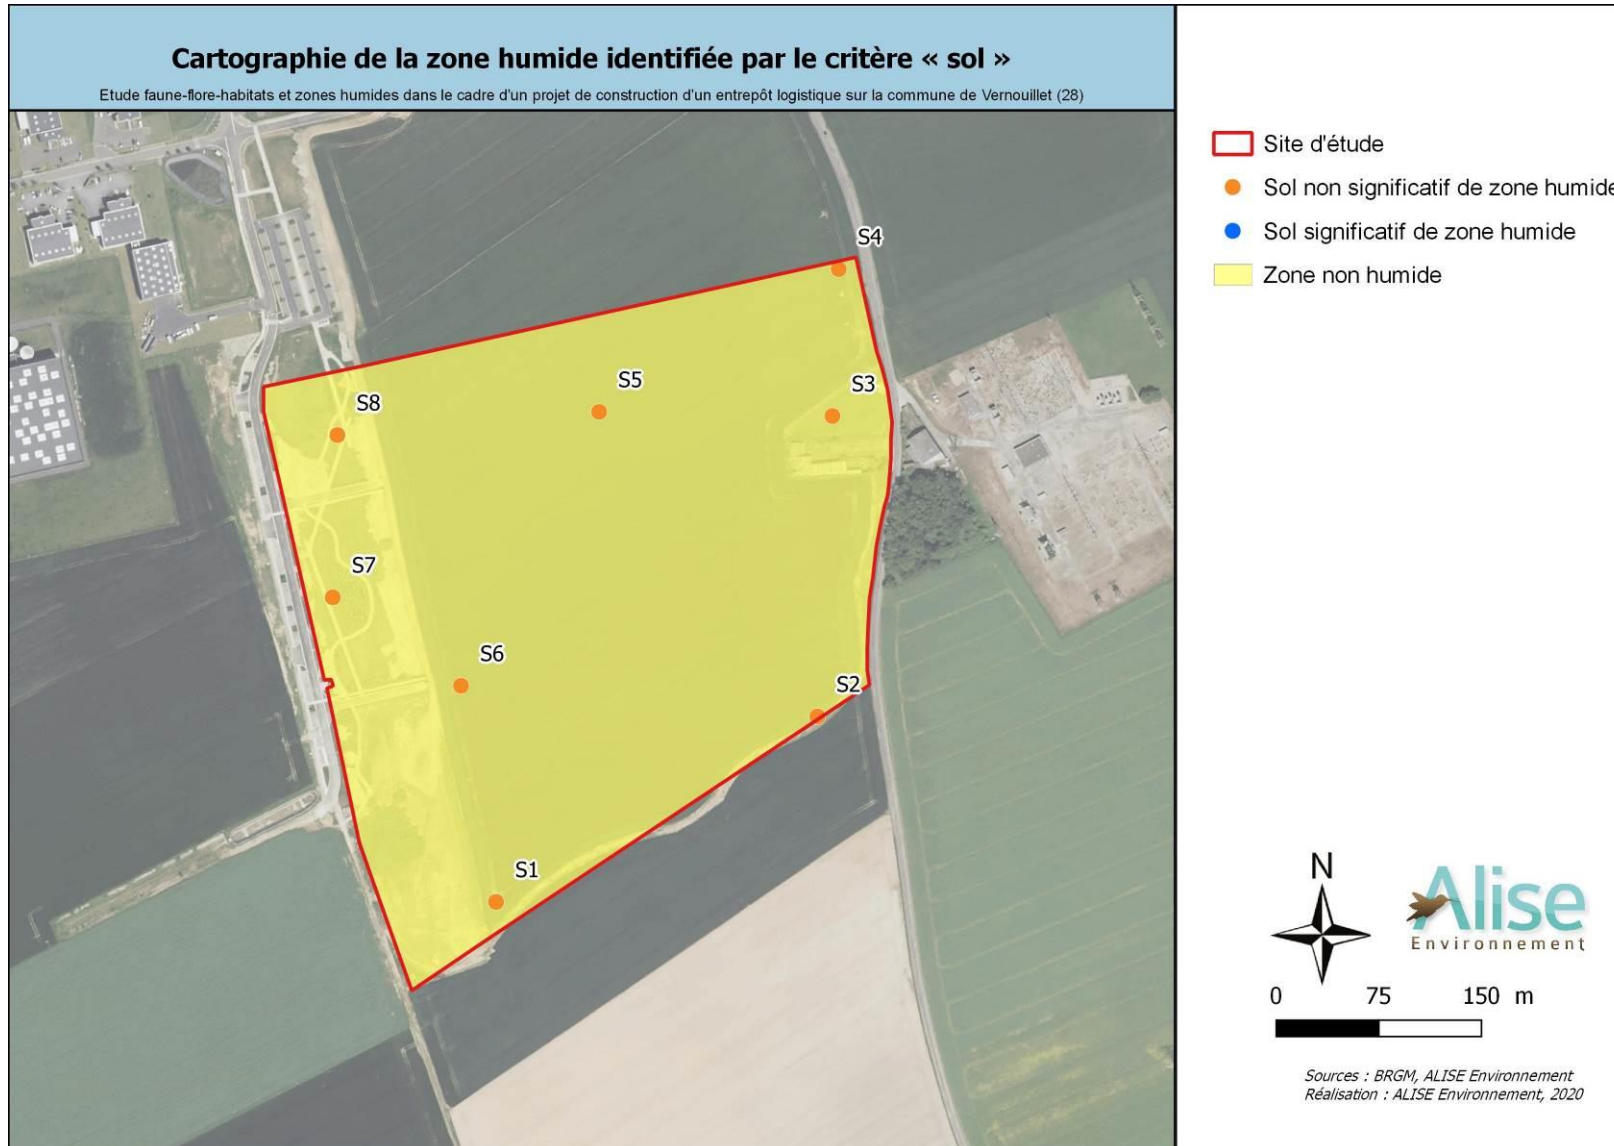 Cartographie de la zone humide identifiée par le critère « sol »
Etude faune-flore-habitats et zones humides dans le cadre d'un projet de construction d'un entrepôt logistique sur la commune de Vernouillet (28)
Site d'étude
Sol non significatif de zone humide
Sol significatif de zone humide
Zone non humide
S4
S5
S3
S8
S7
S6
S2
S1
N
Alise
Environnement
0 75 150 m
Sources : BRGM, ALISE Environnement
Réalisation : ALISE Environnement, 2020